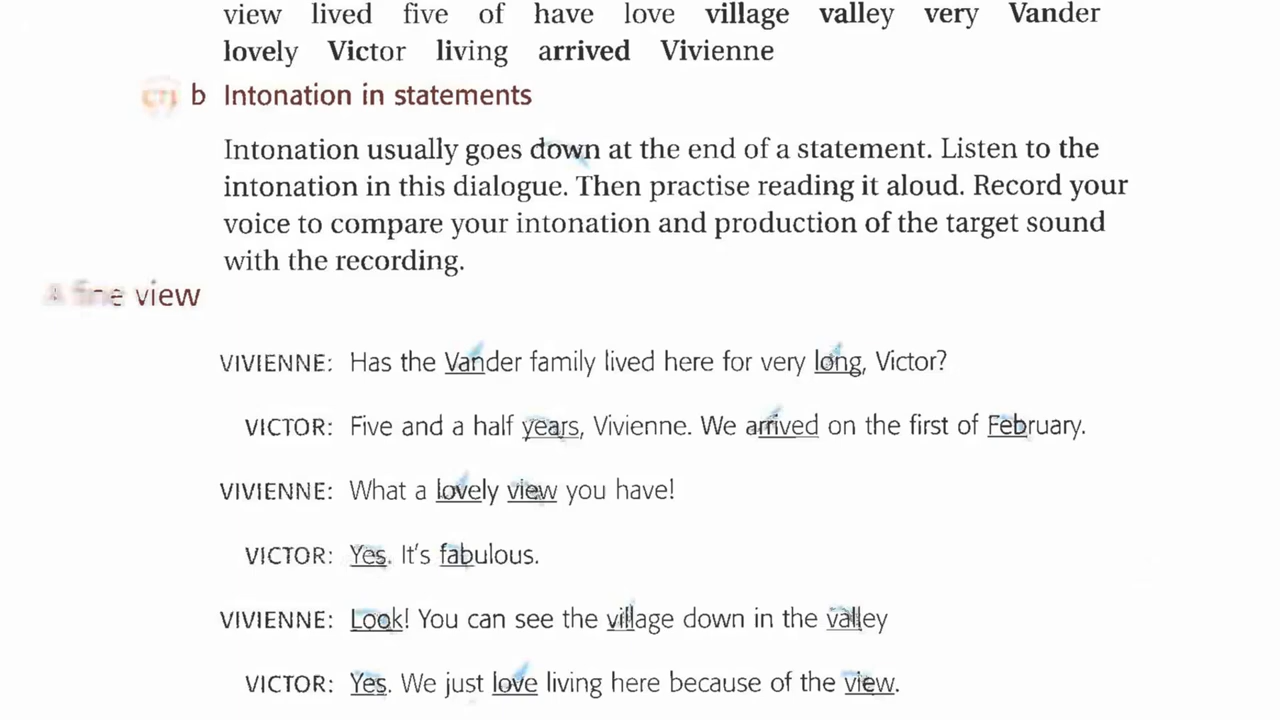 view lived five of have love village valley very Vander
lovely Victor living arrived Vivienne
b Intonation in statements
Intonation usually goes down at the end of a statement. Listen to the
intonation in this dialogue. Then practise reading it aloud. Record your
voice to compare your intonation and production of the target sound
with the recording.
A fine view
VIVIENNE: Has the Vander family lived here for very long, Victor?
VICTOR: Five and a half years, Vivienne. We arrived on the first of February.
VIVIENNE: What a lovely view you have!
VICTOR: Yes. It's fabulous.
VIVIENNE: Look! You can see the village down in the valley
VICTOR: Yes. We just love living here because of the view.